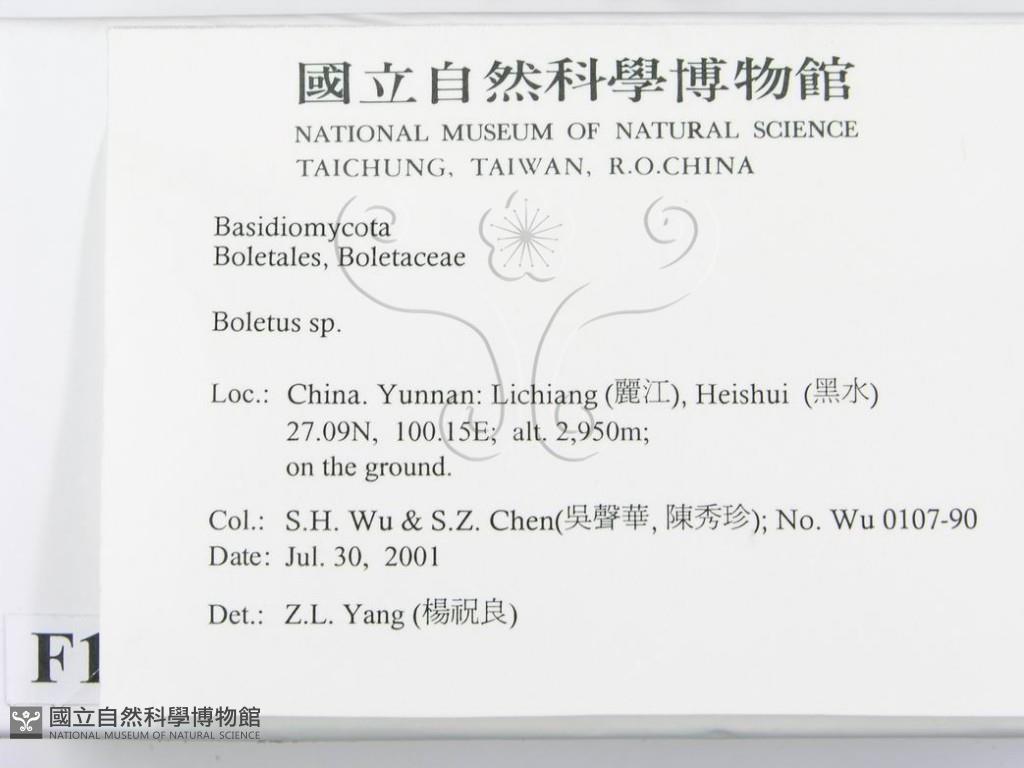 國立自然科學博物館
NATIONAL MUSEUM OF NATURAL SCIENCE
TAICHUNG, TAIWAN, R.O.CHINA
Basidiomycota
Boletales, Boletaceae
Boletus sp.
Loc.: China. Yunnan: Lichiang (麗江), Heishui (黑水)
27.09N, 100.15E; alt. 2,950m;
on the ground.
Col.: S.H. Wu & S.Z. Chen(吳聲華, 陳秀珍); No. Wu 0107-90
Date: Jul. 30, 2001
Det.: Z.L. Yang (楊祝良)
F1
國立自然科學博物館
NATIONAL MUSEUM OF NATURAL SCIENCE